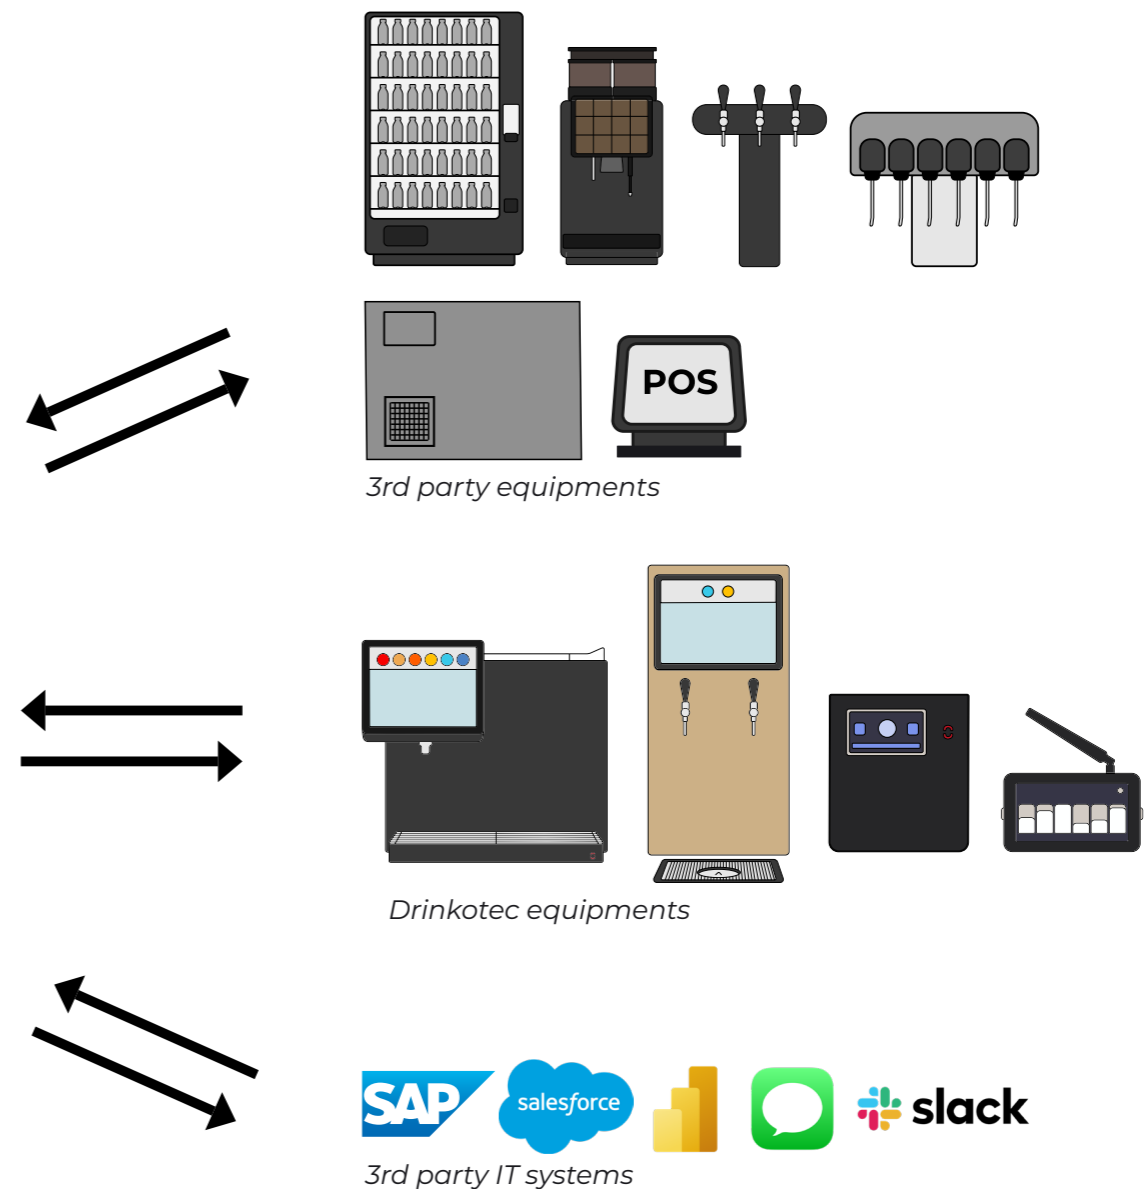 POS
3rd party equipments
Drinkotec equipments
SAP
salesforce
slack
3rd party IT systems